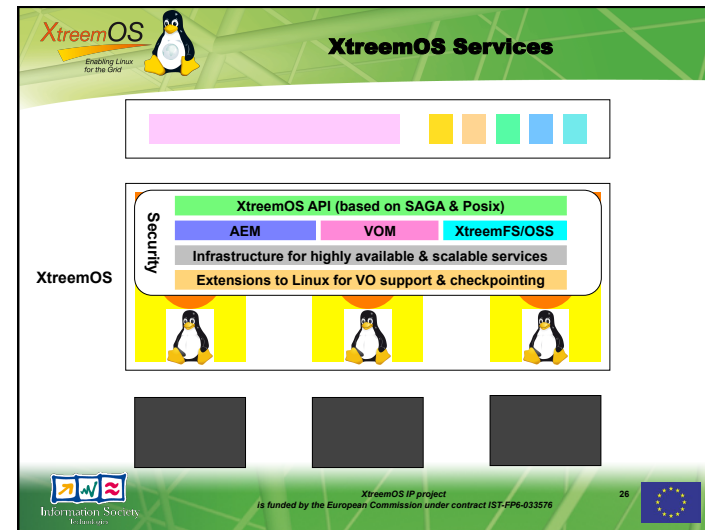 XtreemOS
Enabling Linux
for the Grid
XtreemOS Services
Security
XtreemOS API (based on SAGA & Posix)
AEM
VOM
XtreemFS/OSS
Infrastructure for highly available & scalable services
Extensions to Linux for VO support & checkpointing
XtreemOS
Information Society
Technologies
XtreemOS IP project
is funded by the European Commission under contract IST-FP6-033576
26